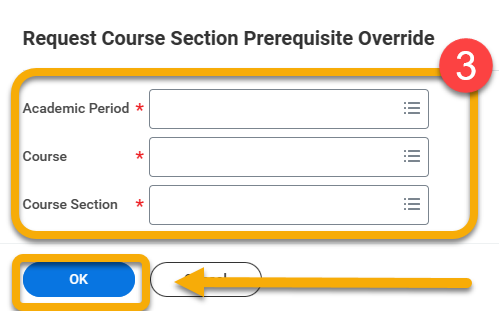 Request Course Section Prerequisite Override
3
Academic Period *
Course *
Course Section *
OK